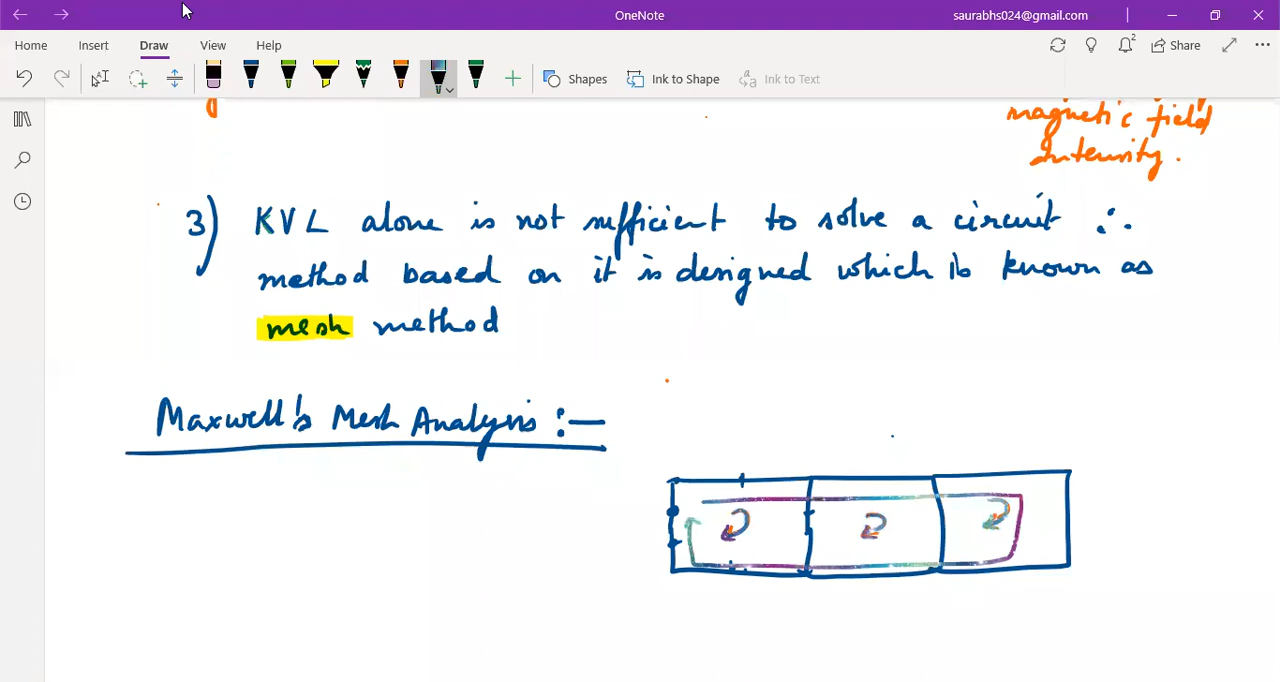 OneNote
saurabhs024@gmail.com
Home Insert Draw View Help
Share
Shapes Ink to Shape Ink to Text
magnetic field
Intensity.
3) KVL alone is not sufficient to solve a circuit ∴
method based on it is designed which is known as
mesh method
Maxwell's Mesh Analysis :—